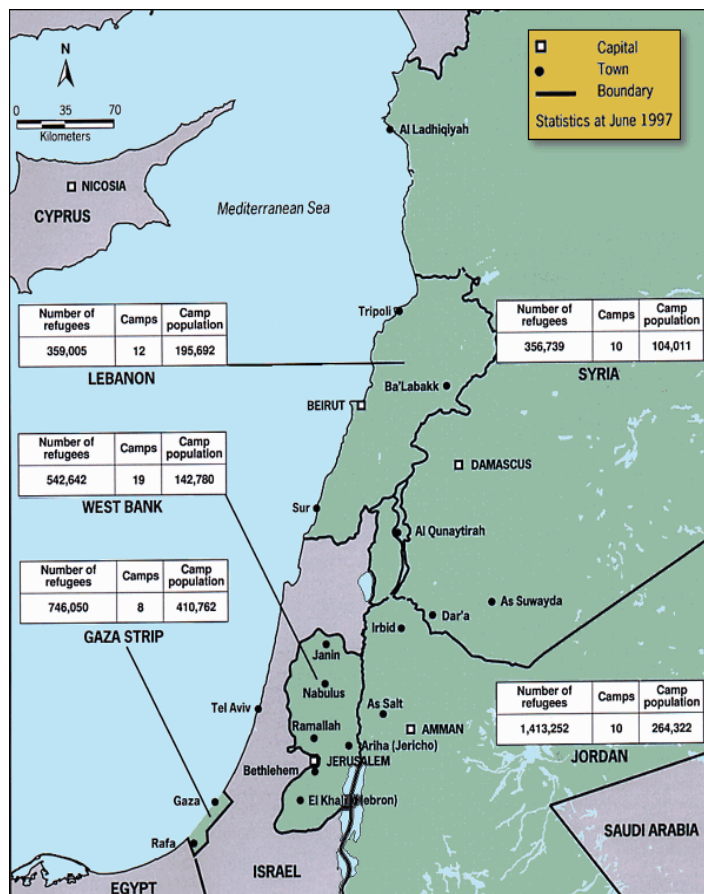 N
0 35 70
Kilometers
Capital
Town
Boundary
Statistics at June 1997
Al Ladhiqiyah
NICOSIA
CYPRUS
Mediterranean Sea
Tripoli
Number of refugees Camps Camp population
359,005 12 195,692
LEBANON
Number of refugees Camps Camp population
356,739 10 104,011
SYRIA
Ba'Labakk
BEIRUT
Number of refugees Camps Camp population
542,642 19 142,780
WEST BANK
DAMASCUS
Sur
Al Qunaytirah
Number of refugees Camps Camp population
746,050 8 410,762
GAZA STRIP
As Suwayda
Dar'a
Irbid
Janin
Nabulus
Tel Aviv
As Salt
Number of refugees Camps Camp population
1,413,252 10 264,322
JORDAN
Ramallah
AMMAN
Ariha (Jericho)
JERUSALEM
Bethlehem
Gaza
El Khalil (Hebron)
Rafa
SAUDI ARABIA
ISRAEL
EGYPT